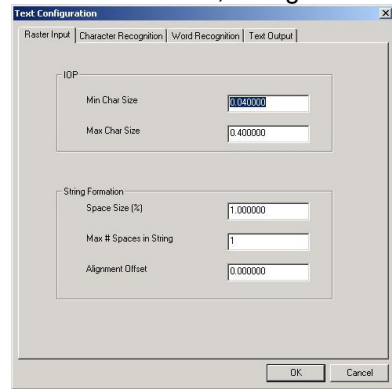 Text Configuration
Raster Input Character Recognition Word Recognition Text Output
IOP
Min Char Size 0.040000
Max Char Size 0.400000
String Formation
Space Size (%) 1.000000
Max # Spaces in String 1
Alignment Offset 0.000000
OK Cancel